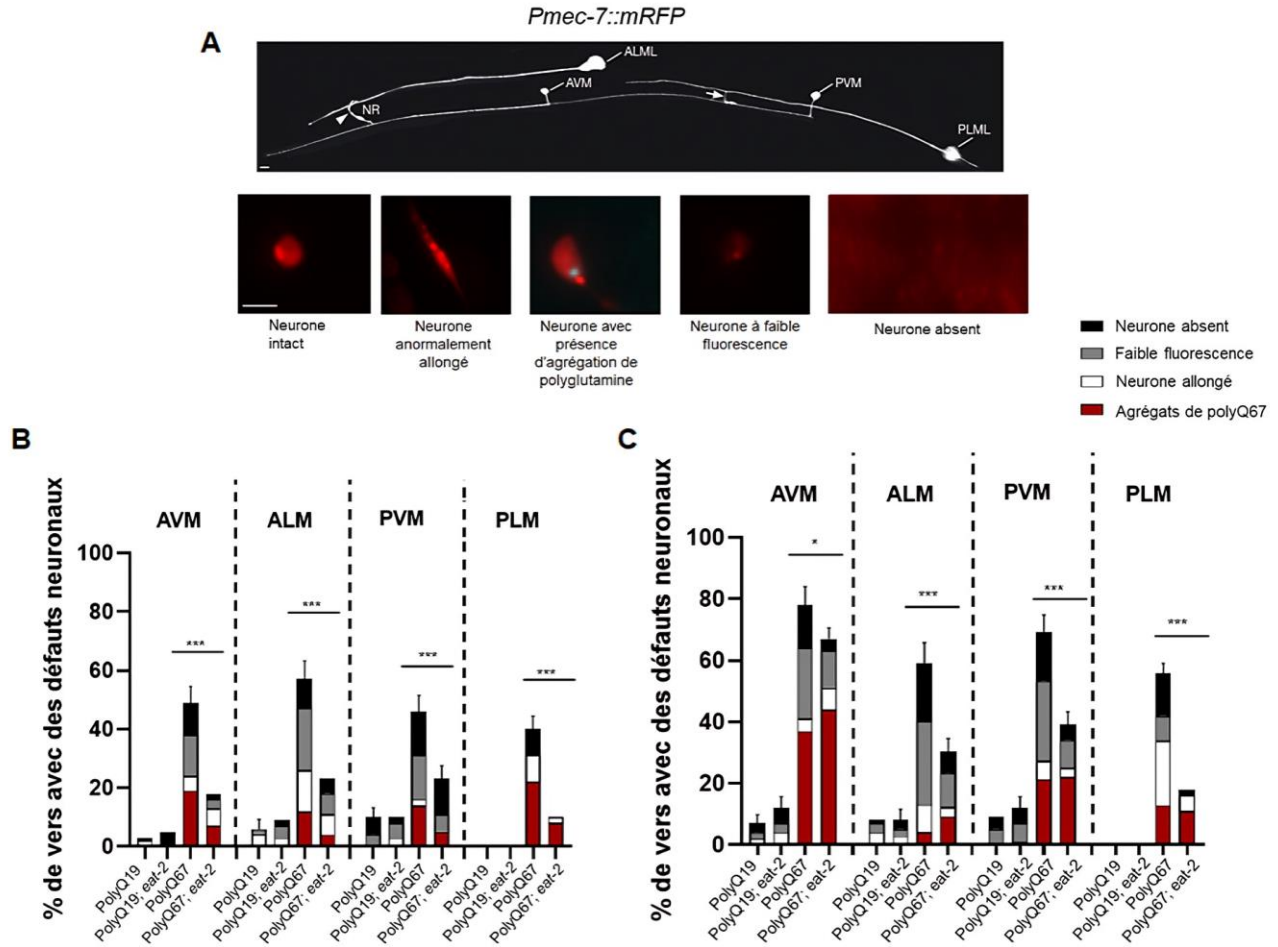 Pmec-7::mRFP
A
ALML
AVM
PVM
NR
PLML
Neurone
intact
Neurone
anormalement
allongé
Neurone avec
présence
d'agrégation de
polyglutamine
Neurone à faible
fluorescence
Neurone absent
Neurone absent
Faible fluorescence
Neurone allongé
Agrégats de polyQ67
B
% de vers avec des défauts neuronaux
AVM
ALM
PVM
PLM
100
80
60
40
20
0
***
***
***
***
PolyQ19
PolyQ19; eat-2
PolyQ67
PolyQ67; eat-2
PolyQ19
PolyQ19; eat-2
PolyQ67
PolyQ67; eat-2
PolyQ19
PolyQ19; eat-2
PolyQ67
PolyQ67; eat-2
PolyQ19
PolyQ19; eat-2
PolyQ67
PolyQ67; eat-2
C
% de vers avec des défauts neuronaux
AVM
ALM
PVM
PLM
100
80
60
40
20
0
*
***
***
***
PolyQ19
PolyQ19; eat-2
PolyQ67
PolyQ67; eat-2
PolyQ19
PolyQ19; eat-2
PolyQ67
PolyQ67; eat-2
PolyQ19
PolyQ19; eat-2
PolyQ67
PolyQ67; eat-2
PolyQ19
PolyQ19; eat-2
PolyQ67
PolyQ67; eat-2